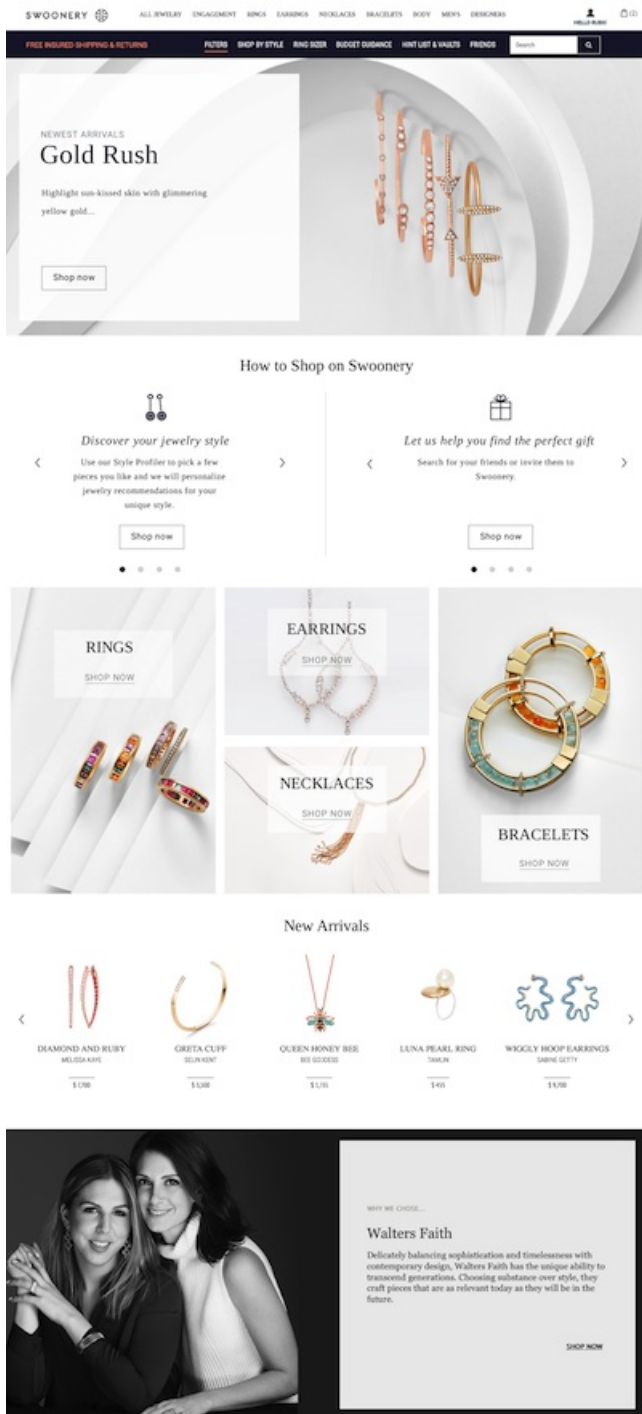 SWOONERY
ALL JEWELRY ENGAGEMENT RINGS EARRINGS NECKLACES BRACELETS BODY MEN'S DESIGNERS
FREE INSURED SHIPPING & RETURNS
FILTERS SHOP BY STYLE RING SIZER BUDGET GUIDANCE HINT LIST & VAULTS FRIENDS Search
NEWEST ARRIVALS
Gold Rush
Highlight sun-kissed skin with glimmering
yellow gold...
Shop now
How to Shop on Swoonery
Discover your jewelry style
Use our Style Profiler to pick a few
pieces you like and we will personalize
jewelry recommendations for your
unique style.
Shop now
Let us help you find the perfect gift
Search for your friends or invite them to
Swoonery.
Shop now
RINGS
SHOP NOW
EARRINGS
SHOP NOW
NECKLACES
SHOP NOW
BRACELETS
SHOP NOW
New Arrivals
DIAMOND AND RUBY
MELISSA KAYE
GRETA CUFF
SELIN KENT
QUEEN HONEY BEE
BEE GODDESS
LUNA PEARL RING
$ 455
WIGGLY HOOP EARRINGS
SABINE GETTY
WHY WE CHOSE...
Walters Faith
Delicately balancing sophistication and timelessness with
contemporary design, Walters Faith has the unique ability to
transcend generations. Choosing substance over style, they
craft pieces that are as relevant today as they will be in the
future.
SHOP NOW